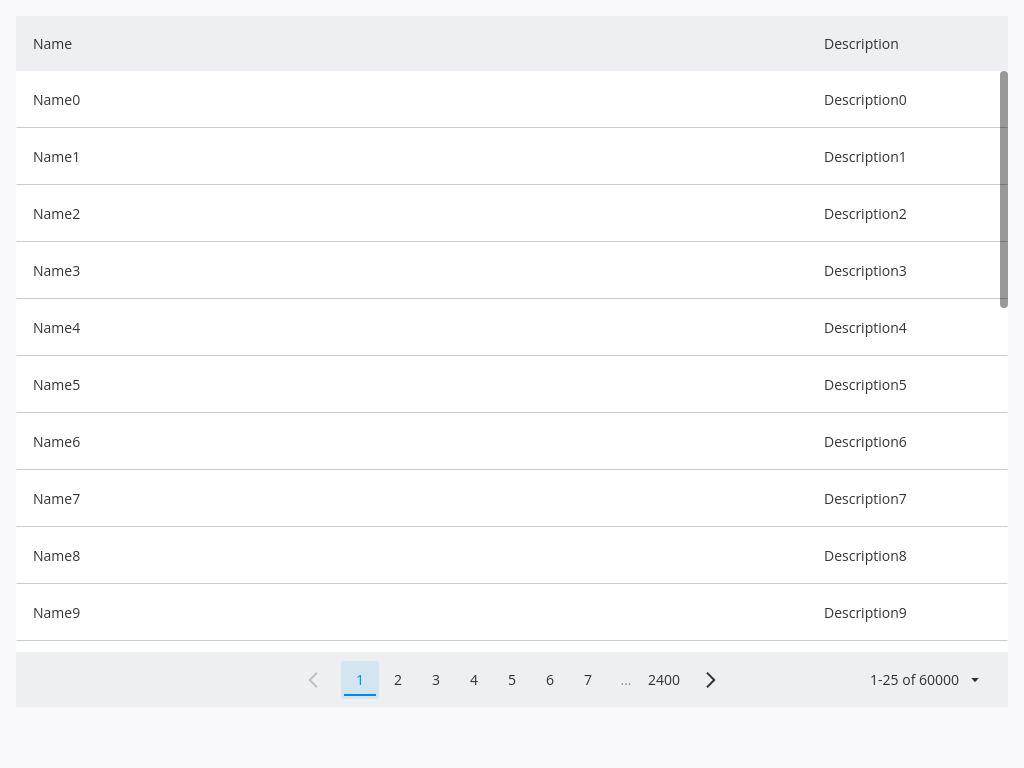 Name Description
Name0 Description0
Name1 Description1
Name2 Description2
Name3 Description3
Name4 Description4
Name5 Description5
Name6 Description6
Name7 Description7
Name8 Description8
Name9 Description9
1 2 3 4 5 6 7 ... 2400 1-25 of 60000